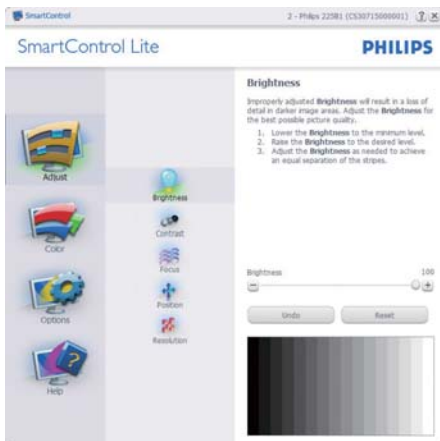 SmartControl
2 - Philips 225B1 (CS30715000001)
SmartControl Lite
PHILIPS
Adjust
Color
Options
Help
Brightness
Contrast
Focus
Position
Resolution
Brightness
Improperly adjusted Brightness will result in a loss of
detail in darker image areas. Adjust the Brightness for
the best possible picture quality.
1. Lower the Brightness to the minimum level.
2. Raise the Brightness to the desired level.
3. Adjust the Brightness as needed to achieve
an equal separation of the stripes.
Brightness 100
Undo Reset